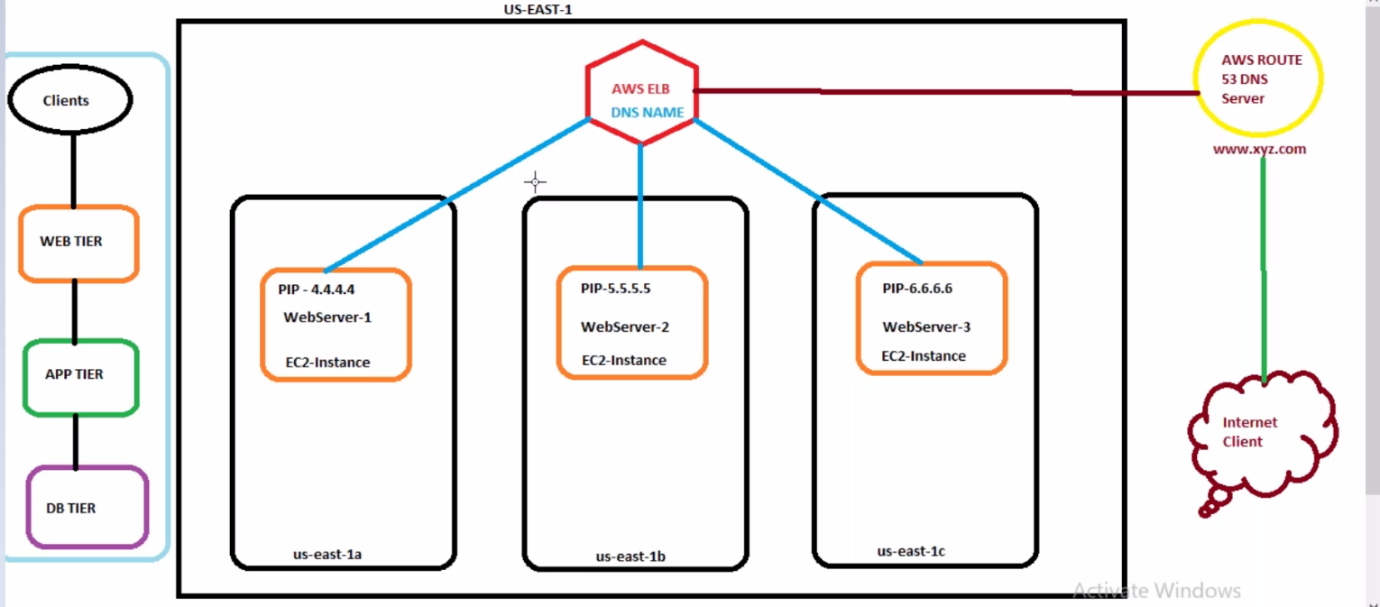 US-EAST-1
Clients
WEB TIER
APP TIER
DB TIER
AWS ELB
DNS NAME
PIP - 4.4.4.4
WebServer-1
EC2-Instance
us-east-1a
PIP-5.5.5.5
WebServer-2
EC2-Instance
us-east-1b
PIP-6.6.6.6
WebServer-3
EC2-Instance
us-east-1c
AWS ROUTE
53 DNS
Server
www.xyz.com
Internet
Client
Activate Windows